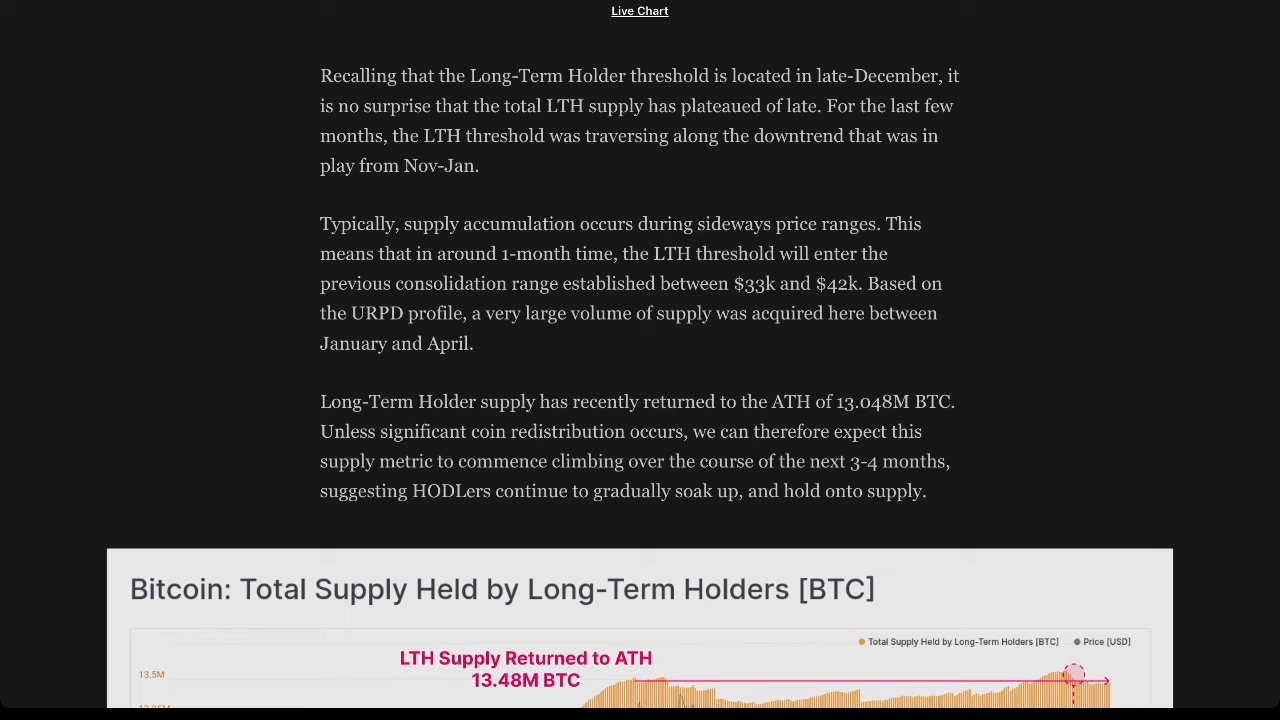 Live Chart
Recalling that the Long-Term Holder threshold is located in late-December, it
is no surprise that the total LTH supply has plateaued of late. For the last few
months, the LTH threshold was traversing along the downtrend that was in
play from Nov-Jan.
Typically, supply accumulation occurs during sideways price ranges. This
means that in around 1-month time, the LTH threshold will enter the
previous consolidation range established between $33k and $42k. Based on
the URPD profile, a very large volume of supply was acquired here between
January and April.
Long-Term Holder supply has recently returned to the ATH of 13.048M BTC.
Unless significant coin redistribution occurs, we can therefore expect this
supply metric to commence climbing over the course of the next 3-4 months,
suggesting HODLers continue to gradually soak up, and hold onto supply.
Bitcoin: Total Supply Held by Long-Term Holders [BTC]
Total Supply Held by Long-Term Holders [BTC] Price [USD]
LTH Supply Returned to ATH
13.48M BTC
13.5M